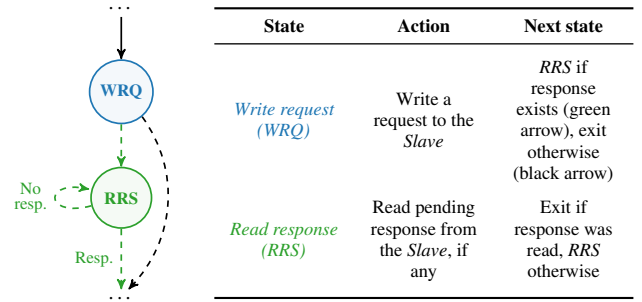 ...
WRQ
RRS
No
resp.
Resp.
...
State Action Next state
Write request
(WRQ)
Write a
request to the
Slave
RRS if
response
exists (green
arrow), exit
otherwise
(black arrow)
Read response
(RRS)
Read pending
response from
the Slave, if
any
Exit if
response was
read, RRS
otherwise